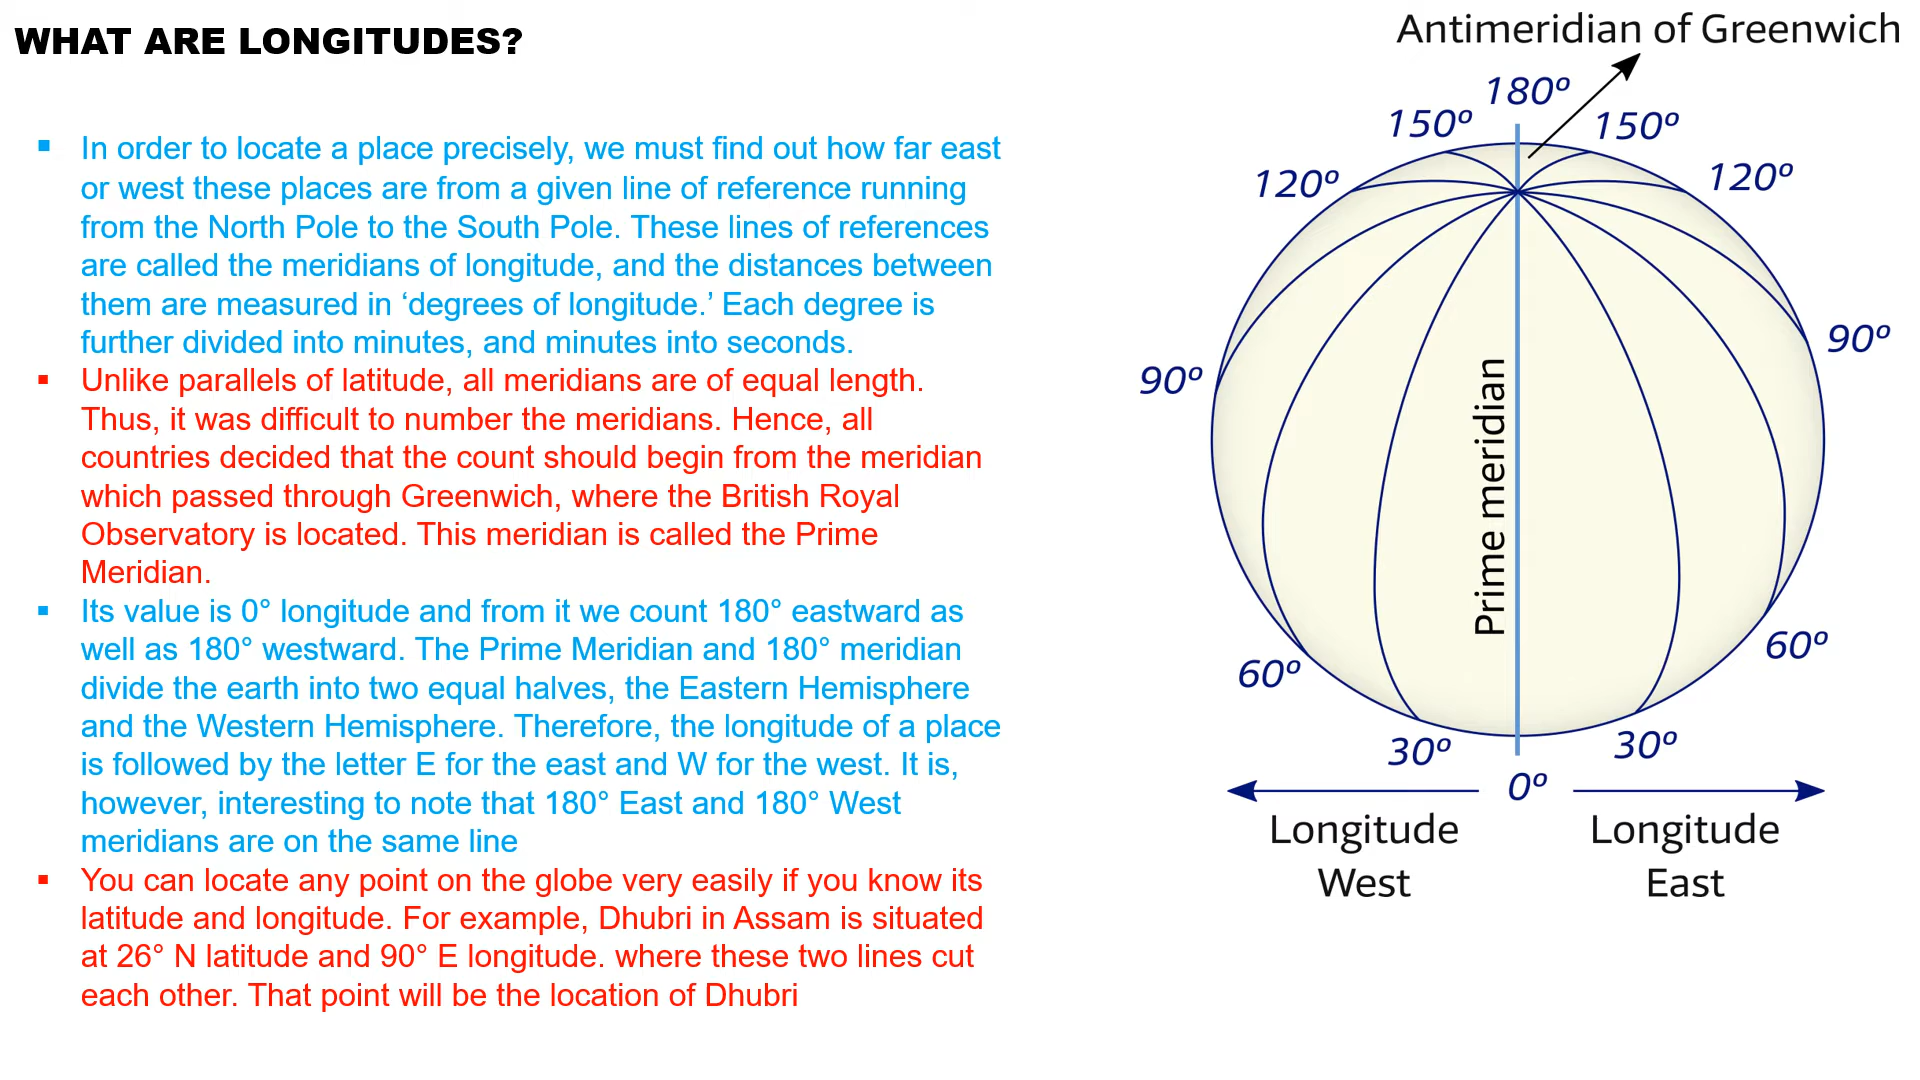 WHAT ARE LONGITUDES?
▪ In order to locate a place precisely, we must find out how far east
or west these places are from a given line of reference running
from the North Pole to the South Pole. These lines of references
are called the meridians of longitude, and the distances between
them are measured in ‘degrees of longitude.’ Each degree is
further divided into minutes, and minutes into seconds.
▪ Unlike parallels of latitude, all meridians are of equal length.
Thus, it was difficult to number the meridians. Hence, all
countries decided that the count should begin from the meridian
which passed through Greenwich, where the British Royal
Observatory is located. This meridian is called the Prime
Meridian.
▪ Its value is 0° longitude and from it we count 180° eastward as
well as 180° westward. The Prime Meridian and 180° meridian
divide the earth into two equal halves, the Eastern Hemisphere
and the Western Hemisphere. Therefore, the longitude of a place
is followed by the letter E for the east and W for the west. It is,
however, interesting to note that 180° East and 180° West
meridians are on the same line
▪ You can locate any point on the globe very easily if you know its
latitude and longitude. For example, Dhubri in Assam is situated
at 26° N latitude and 90° E longitude. where these two lines cut
each other. That point will be the location of Dhubri
Antimeridian of Greenwich
180º
150º
150º
120º
120º
90º
90º
Prime meridian
60º
60º
30º
30º
0º
Longitude
West
Longitude
East